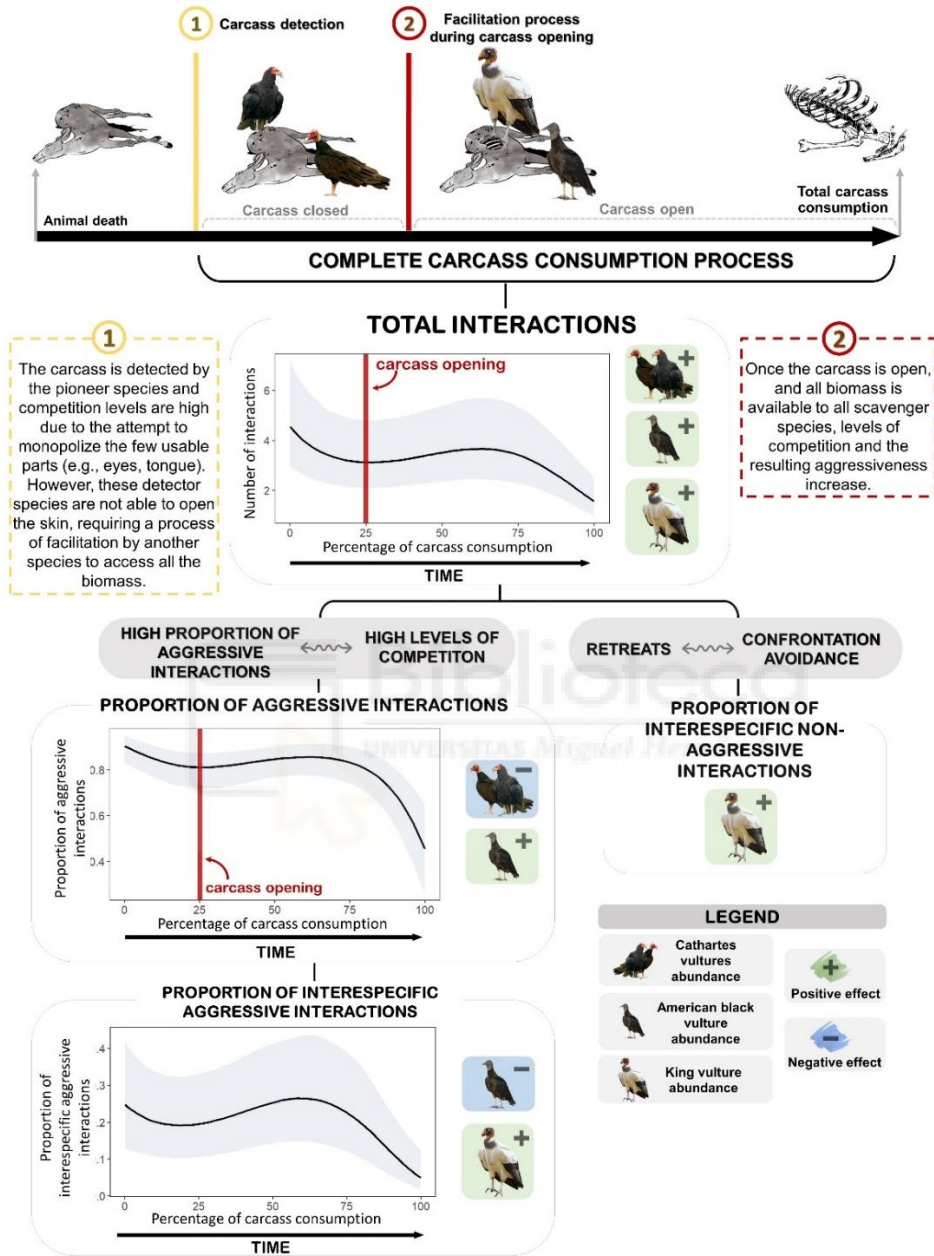 1 Carcass detection
2 Facilitation process
during carcass opening
Animal death
Carcass closed
Carcass open
Total carcass
consumption
COMPLETE CARCASS CONSUMPTION PROCESS
1
The carcass is detected by
the pioneer species and
competition levels are high
due to the attempt to
monopolize the few usable
parts (e.g., eyes, tongue).
However, these detector
species are not able to open
the skin, requiring a process
of facilitation by another
species to access all the
biomass.
TOTAL INTERACTIONS
carcass opening
Number of interactions
6
4
2
0 25 50 75 100
Percentage of carcass consumption
TIME
+
+
+
2
Once the carcass is open,
and all biomass is
available to all scavenger
species, levels of
competition and the
resulting aggressiveness
increase.
HIGH PROPORTION OF
AGGRESSIVE
INTERACTIONS
HIGH LEVELS OF
COMPETITON
RETREATS
CONFRONTATION
AVOIDANCE
Biblioteca
UNIVERSITAS Miguel
PROPORTION OF AGGRESSIVE INTERACTIONS
Proportion of aggressive
interactions
0.8
0.6
0.4
carcass opening
0 25 50 75 100
Percentage of carcass consumption
TIME
−
+
PROPORTION OF
INTERESPECIFIC NON-
AGGRESSIVE
INTERACTIONS
+
PROPORTION OF INTERESPECIFIC
AGGRESSIVE INTERACTIONS
Proportion of
interespecific aggressive
interactions
.4
.3
.2
.1
.0
0 25 50 75 100
Percentage of carcass consumption
TIME
−
+
LEGEND
Cathartes
vultures
abundance
American black
vulture
abundance
King vulture
abundance
+
Positive effect
−
Negative effect